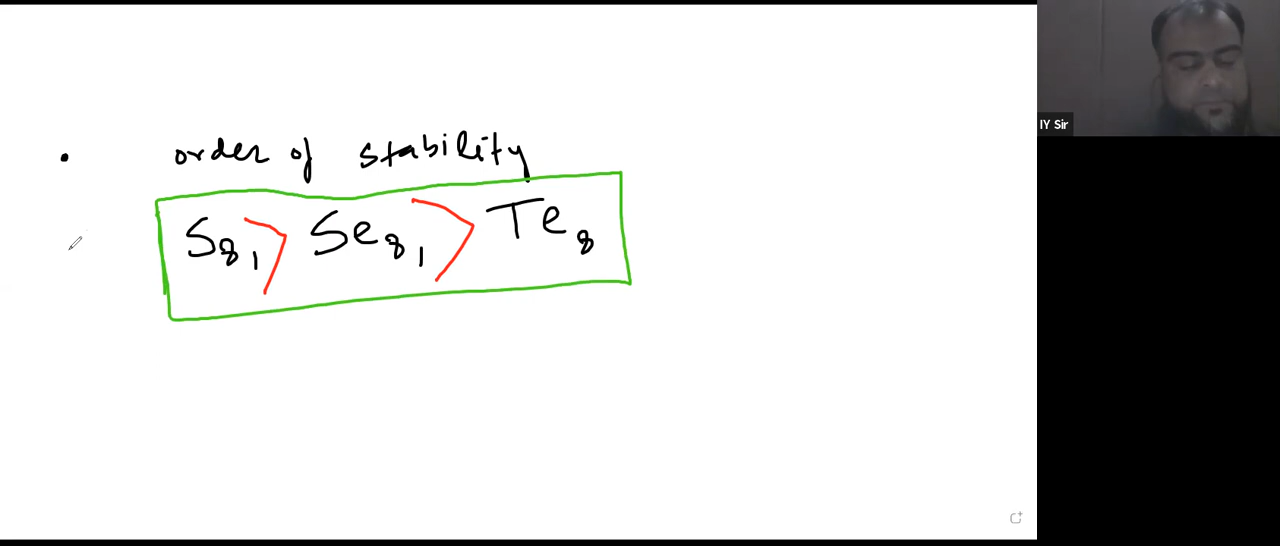 order of stability
S₈, > Se₈, > Te₈
IY Sir